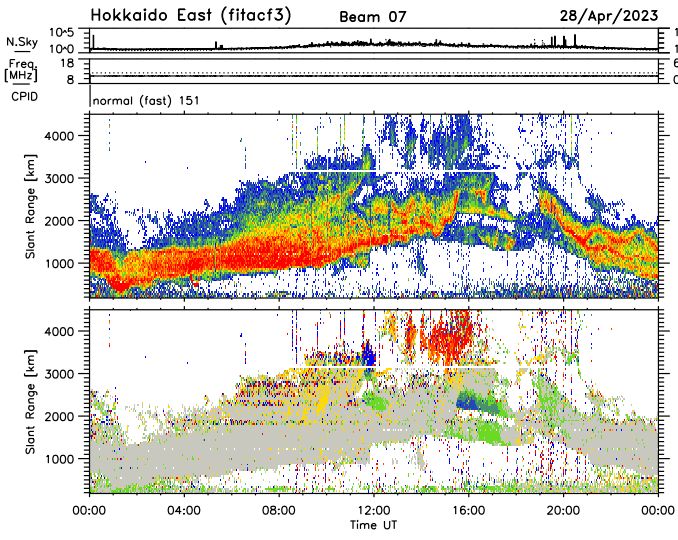 Hokkaido East (fitacf3) Beam 07 28/Apr/2023
N.Sky 10^5 10^0
Freq. [MHz] 18 8
CPID normal (fast) 151
Slant Range [km] 4000 3000 2000 1000
Slant Range [km] 4000 3000 2000 1000
00:00 04:00 08:00 12:00 16:00 20:00 00:00
Time UT